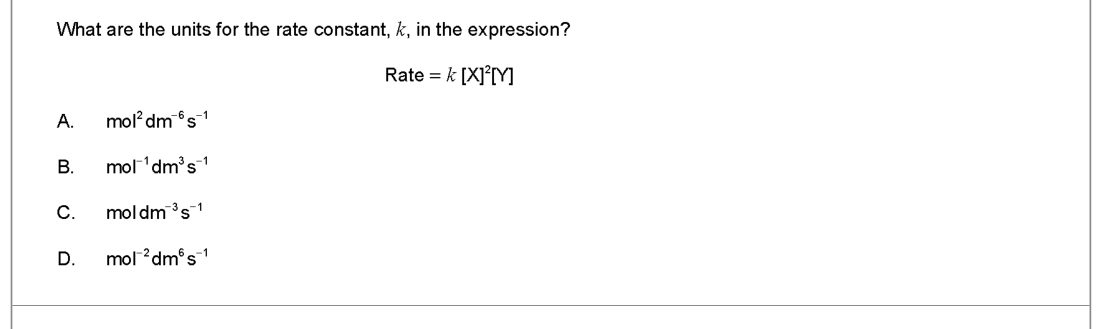 What are the units for the rate constant, k, in the expression?
Rate = k [X]²[Y]
A. mol² dm⁻⁶ s⁻¹
B. mol⁻¹ dm³ s⁻¹
C. mol dm⁻³ s⁻¹
D. mol⁻² dm⁶ s⁻¹